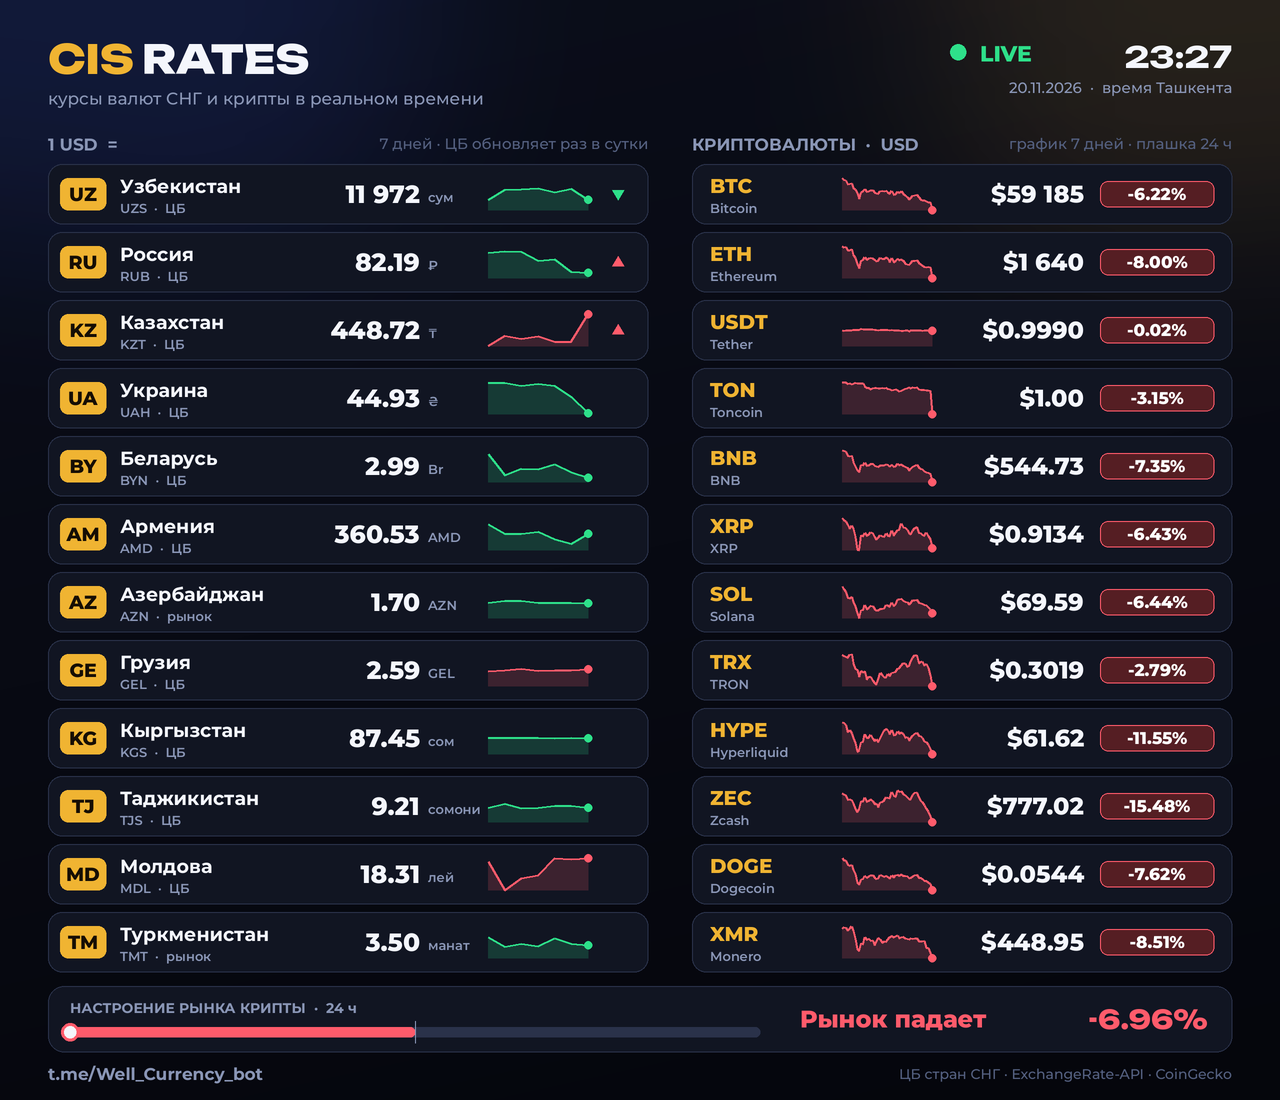 CIS RATES
LIVE
23:27
курсы валют СНГ и крипты в реальном времени
20.11.2026 · время Ташкента
1 USD =
7 дней · ЦБ обновляет раз в сутки
UZ Узбекистан 11 972 сум
UZS · ЦБ
RU Россия 82.19 ₽
RUB · ЦБ
KZ Казахстан 448.72 ₸
KZT · ЦБ
UA Украина 44.93 ₴
UAH · ЦБ
BY Беларусь 2.99 Br
BYN · ЦБ
AM Армения 360.53 AMD
AMD · ЦБ
AZ Азербайджан 1.70 AZN
AZN · рынок
GE Грузия 2.59 GEL
GEL · ЦБ
KG Кыргызстан 87.45 сом
KGS · ЦБ
TJ Таджикистан 9.21 сомони
TJS · ЦБ
MD Молдова 18.31 лей
MDL · ЦБ
TM Туркменистан 3.50 манат
TMT · рынок
КРИПТОВАЛЮТЫ · USD
график 7 дней · плашка 24 ч
BTC $59 185 -6.22%
Bitcoin
ETH $1 640 -8.00%
Ethereum
USDT $0.9990 -0.02%
Tether
TON $1.00 -3.15%
Toncoin
BNB $544.73 -7.35%
BNB
XRP $0.9134 -6.43%
XRP
SOL $69.59 -6.44%
Solana
TRX $0.3019 -2.79%
TRON
HYPE $61.62 -11.55%
Hyperliquid
ZEC $777.02 -15.48%
Zcash
DOGE $0.0544 -7.62%
Dogecoin
XMR $448.95 -8.51%
Monero
НАСТРОЕНИЕ РЫНКА КРИПТЫ · 24 ч
Рынок падает -6.96%
t.me/Well_Currency_bot
ЦБ стран СНГ · ExchangeRate-API · CoinGecko